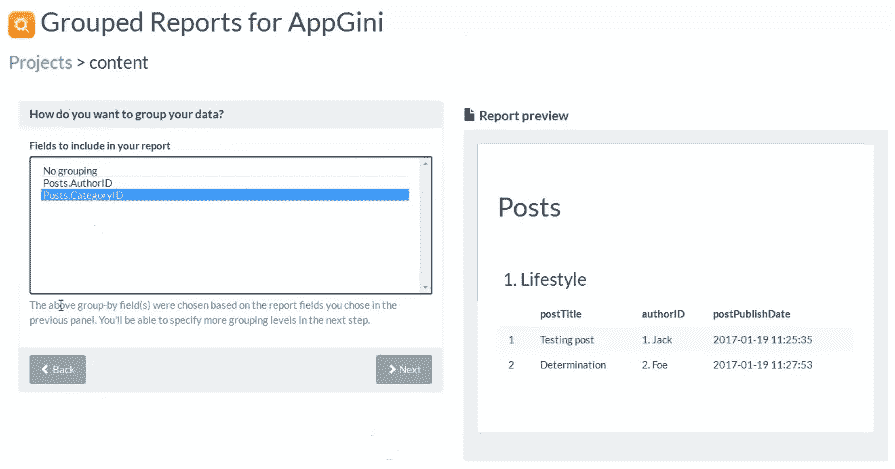 Grouped Reports for AppGini
Projects > content
How do you want to group your data?
Fields to include in your report
No grouping
Posts.AuthorID
Posts.CategoryID
The above group-by field(s) were chosen based on the report fields you chose in the
previous panel. You'll be able to specify more grouping levels in the next step.
Back
Next
Report preview
Posts
1. Lifestyle
postTitle authorID postPublishDate
1 Testing post 1. Jack 2017-01-19 11:25:35
2 Determination 2. Foe 2017-01-19 11:27:53